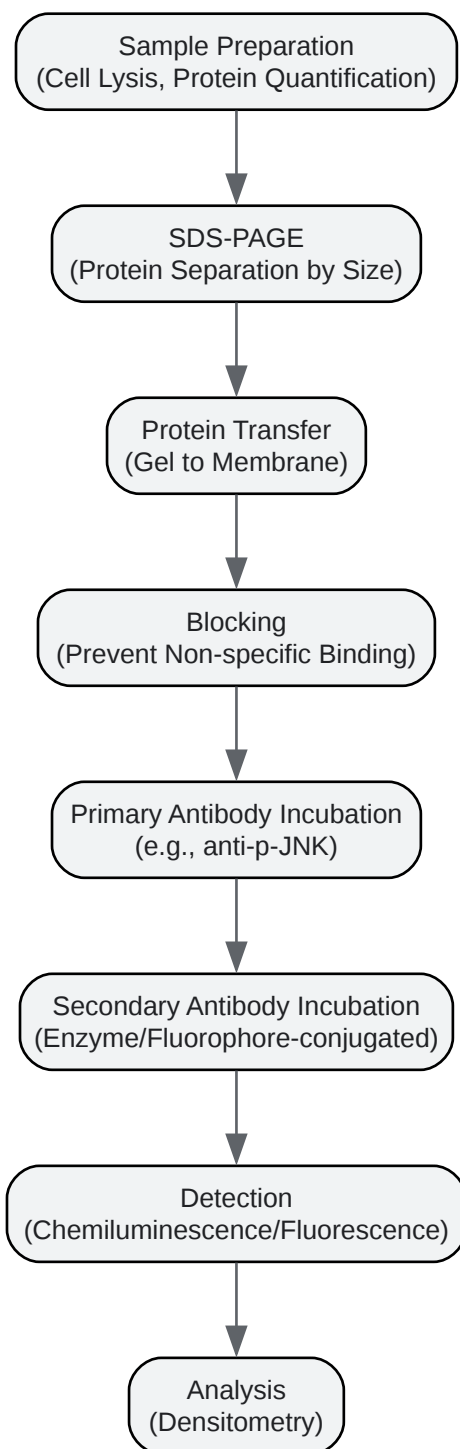 Sample Preparation
(Cell Lysis, Protein Quantification)
SDS-PAGE
(Protein Separation by Size)
Protein Transfer
(Gel to Membrane)
Blocking
(Prevent Non-specific Binding)
Primary Antibody Incubation
(e.g., anti-p-JNK)
Secondary Antibody Incubation
(Enzyme/Fluorophore-conjugated)
Detection
(Chemiluminescence/Fluorescence)
Analysis
(Densitometry)